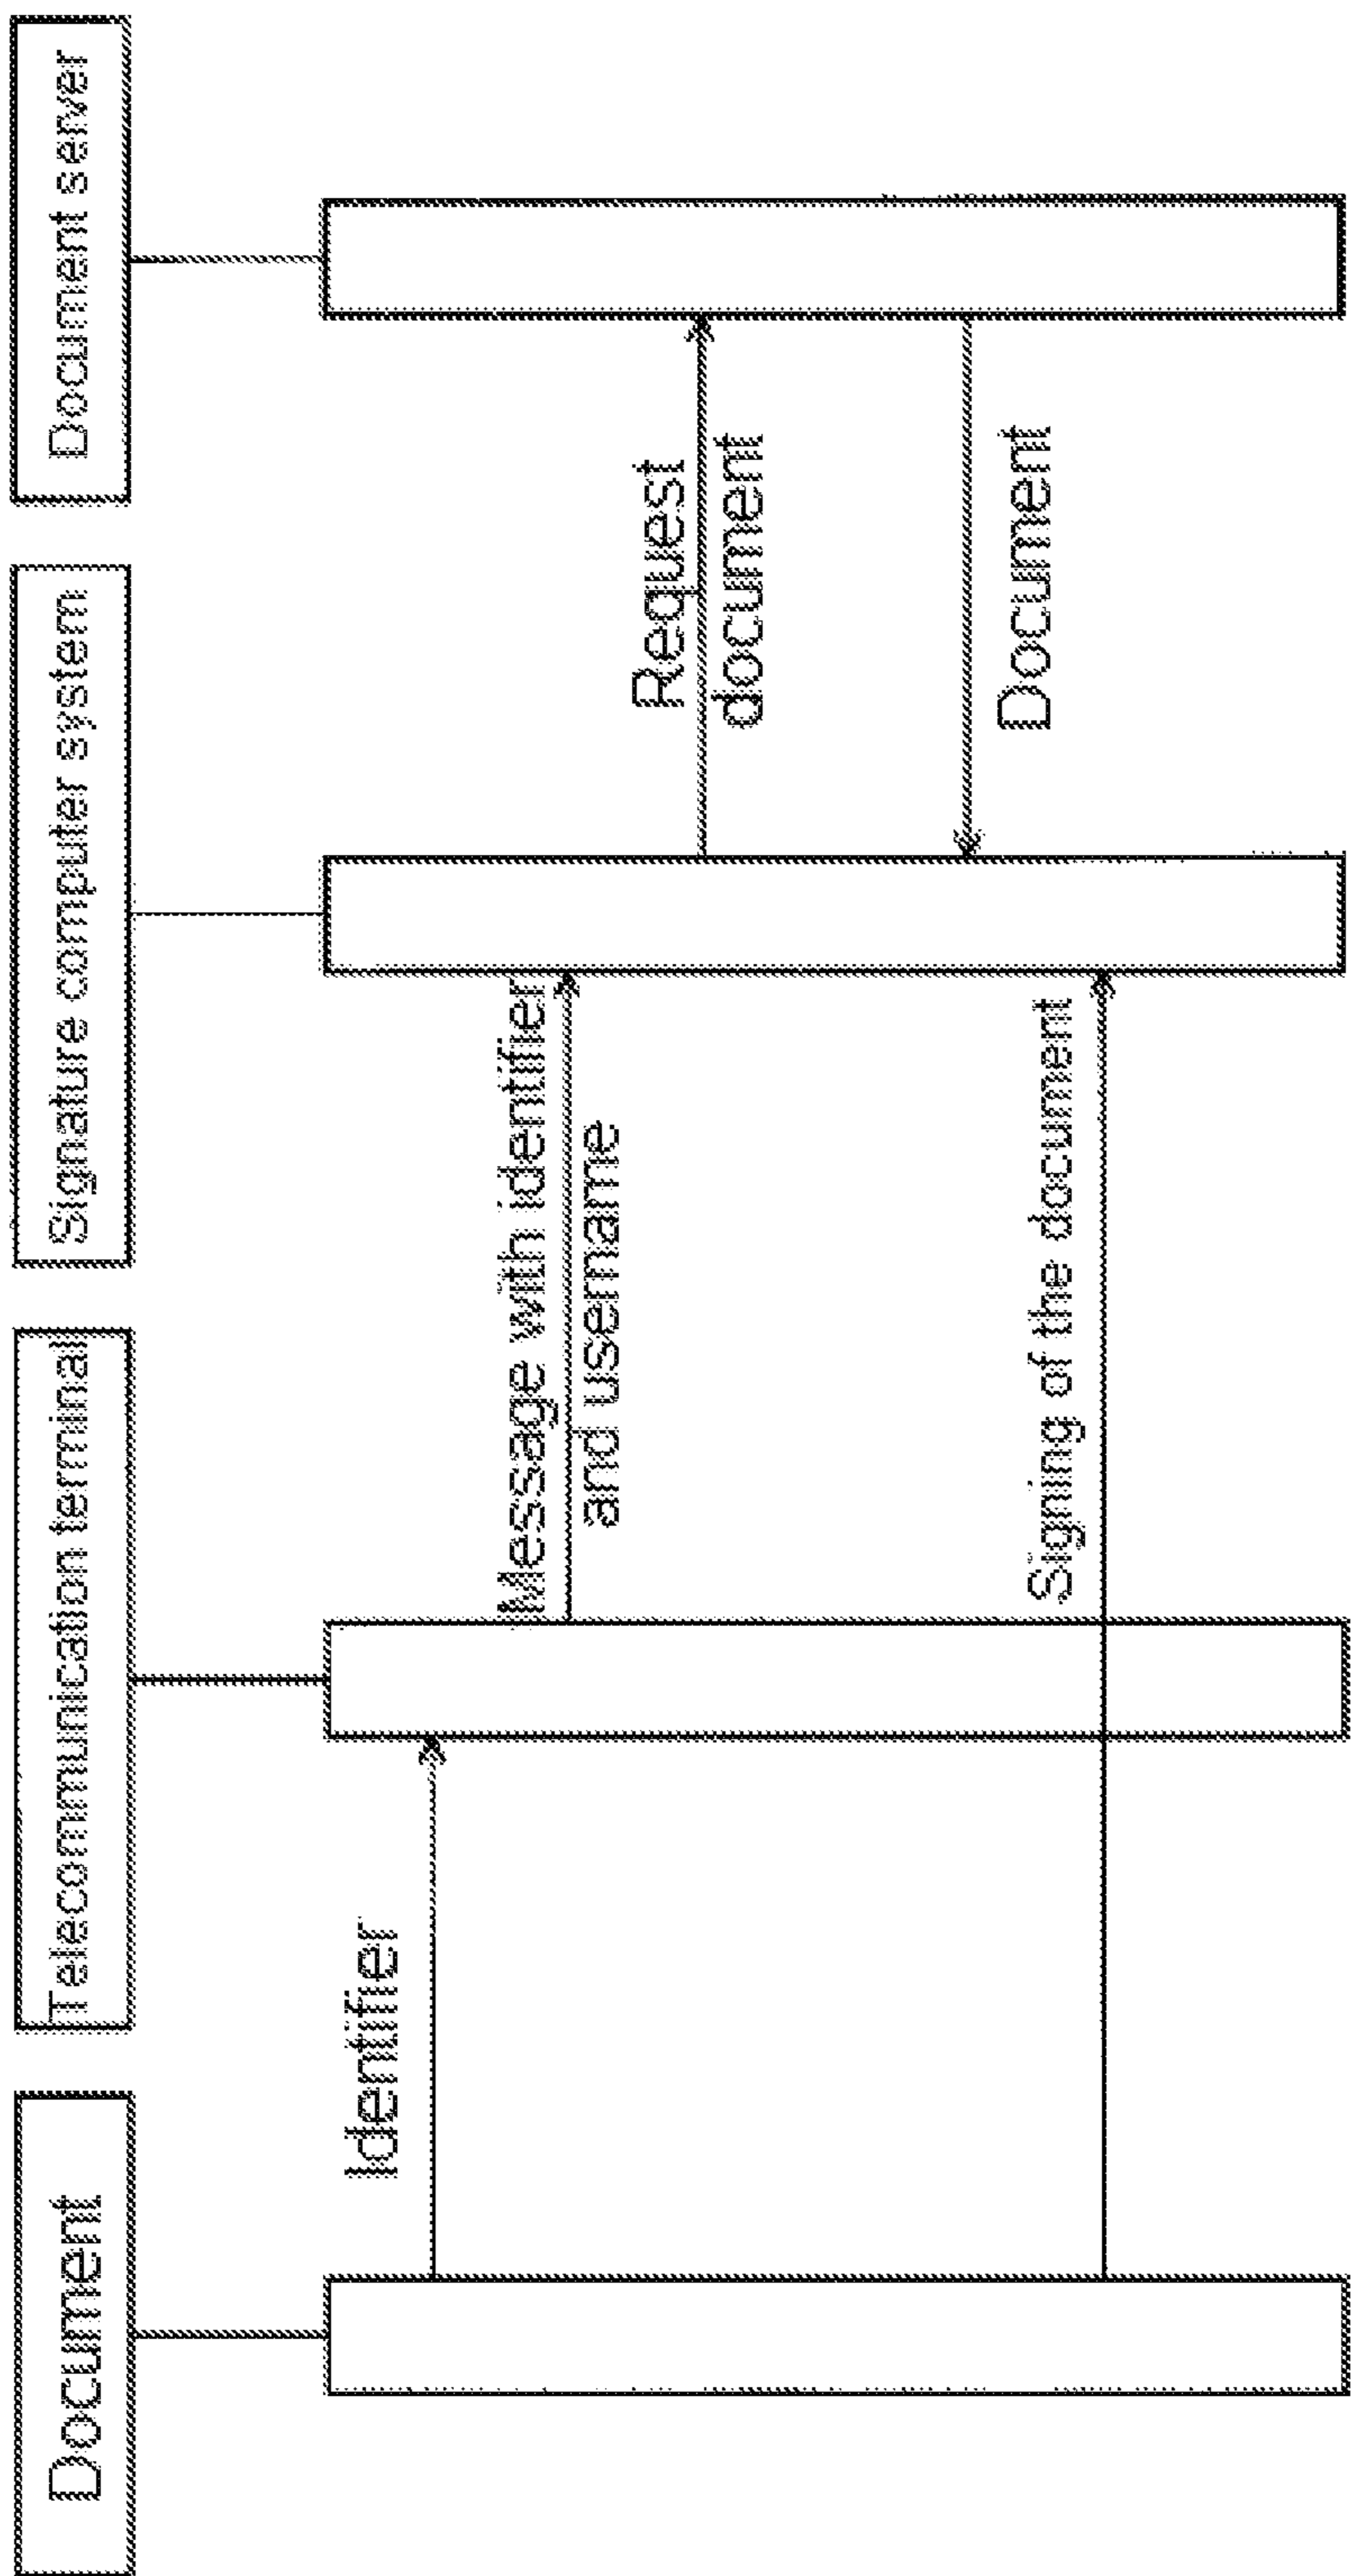 Document
Telecommunication terminal
Signature computer system
Document server
Identifier
Message with identifier
and username
Request
document
Document
Signing of the document